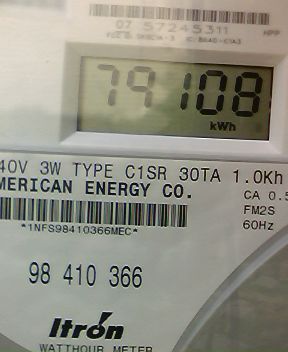 07 57245311
79108
kWh
40V 3W TYPE C1SR 30TA 1.0Kh
MERICAN ENERGY CO.
CA 0.5
FM2S
60Hz
*1NFS98410366MEC*
98 410 366
Itrón
WATTHOUR METER